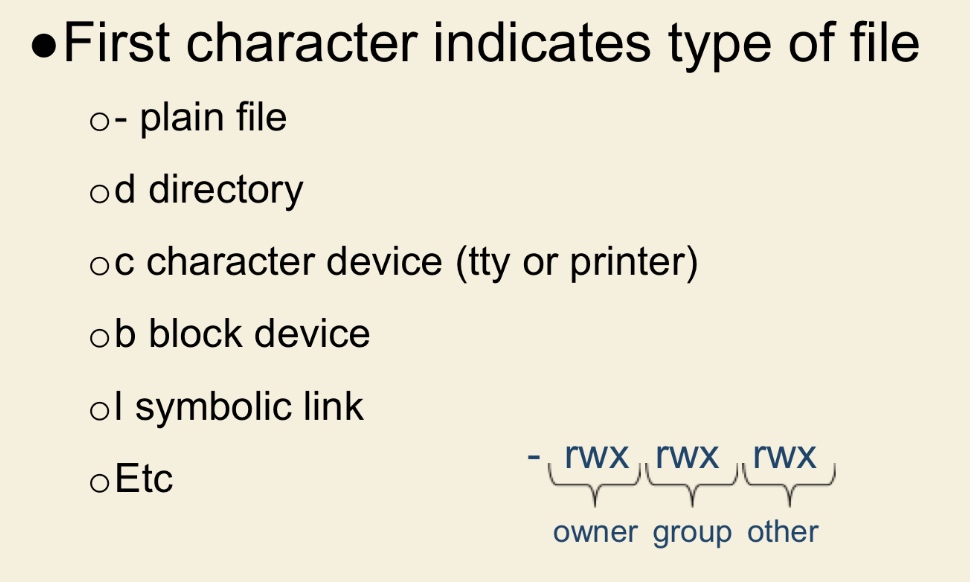 ●First character indicates type of file
○- plain file
○d directory
○c character device (tty or printer)
○b block device
○l symbolic link
○Etc
- rwx rwx rwx
owner group other